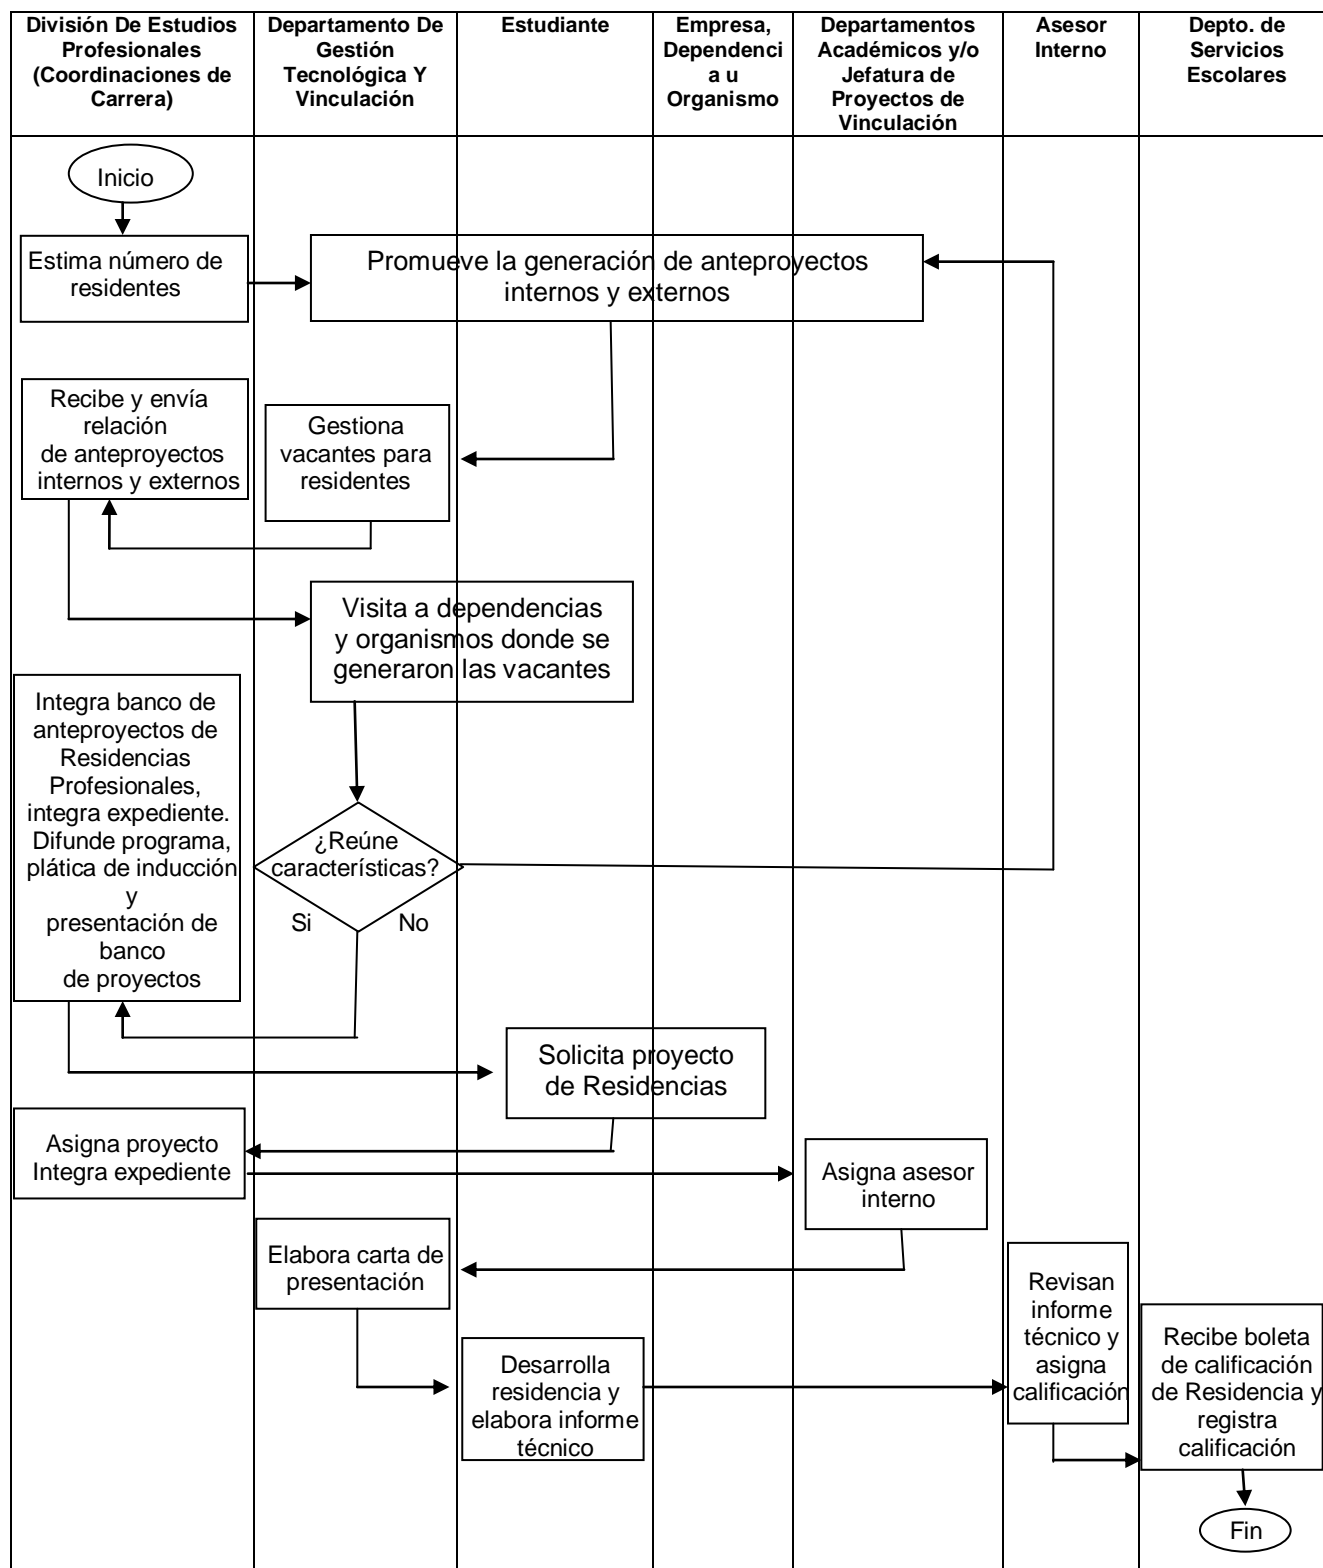 División De Estudios
Profesionales
(Coordinaciones de
Carrera)
Departamento De
Gestión
Tecnológica Y
Vinculación
Estudiante
Empresa,
Dependenci
a u
Organismo
Departamentos
Académicos y/o
Jefatura de
Proyectos de
Vinculación
Asesor
Interno
Depto. de
Servicios
Escolares
Inicio
Estima número de
residentes
Promueve la generación de anteproyectos
internos y externos
Recibe y envía
relación
de anteproyectos
internos y externos
Gestiona
vacantes para
residentes
Visita a dependencias
y organismos donde se
generaron las vacantes
Integra banco de
anteproyectos de
Residencias
Profesionales,
integra expediente.
Difunde programa,
plática de inducción
y
presentación de
banco
de proyectos
¿Reúne
características?
Si No
Solicita proyecto
de Residencias
Asigna proyecto
Integra expediente
Asigna asesor
interno
Elabora carta de
presentación
Desarrolla
residencia y
elabora informe
técnico
Revisan
informe
técnico y
asigna
calificación
Recibe boleta
de calificación
de Residencia y
registra
calificación
Fin